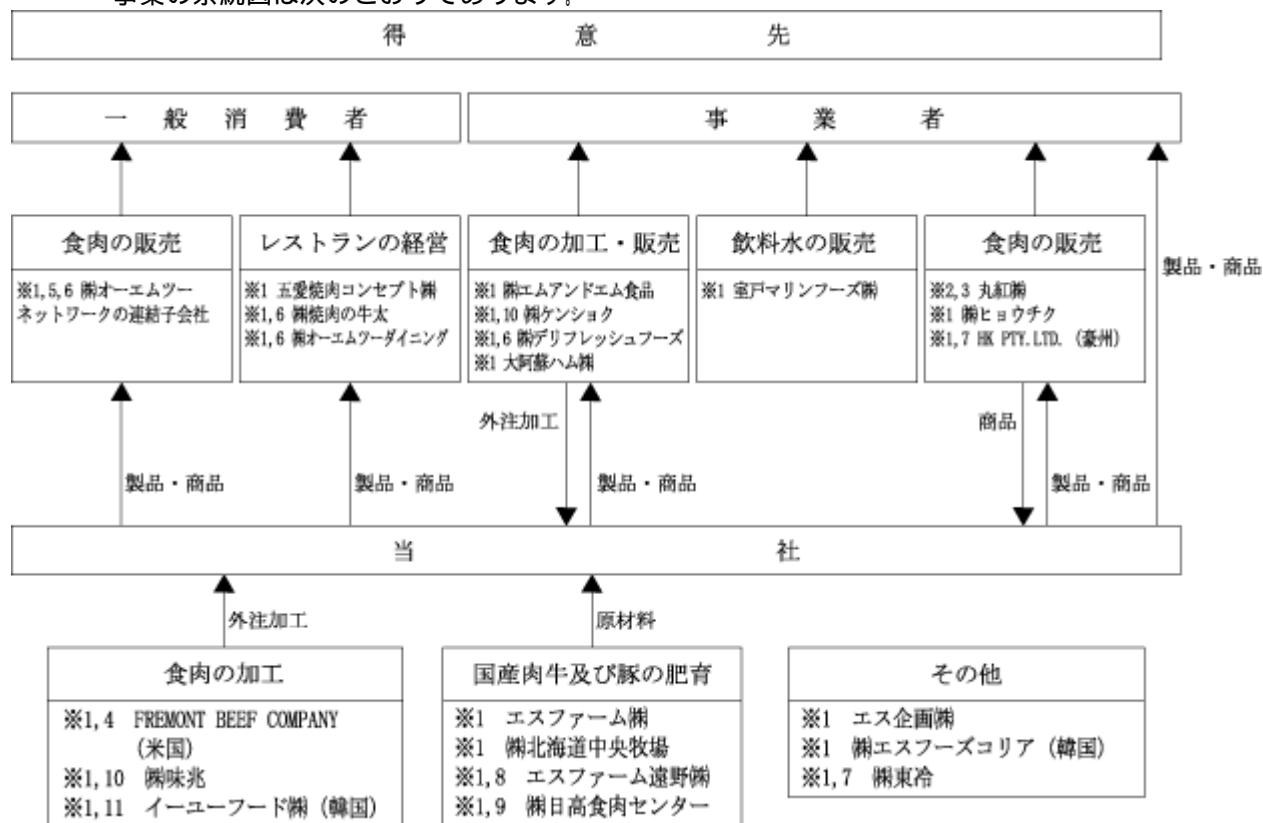 事業の系統図は次のとおりであります。
得意先
一般消費者
事業者
食肉の販売
※1,5,6 ㈱オーエムツー
ネットワークの連結子会社
レストランの経営
※1 五愛焼肉コンセプト㈱
※1,6 ㈱焼肉の牛太
※1,6 ㈱オーエムツーダイニング
食肉の加工・販売
※1 ㈱エムアンドエム食品
※1,10 ㈱ケンショク
※1,6 ㈱デリフレッシュフーズ
※1 大阿蘇ハム㈱
飲料水の販売
※1 室戸マリンフーズ㈱
食肉の販売
※2,3 丸紅㈱
※1 ㈱ヒョウチク
※1,7 HK PTY.LTD. (豪州)
製品・商品
外注加工
商品
製品・商品
製品・商品
製品・商品
製品・商品
当社
外注加工
原材料
食肉の加工
※1,4 FREMONT BEEF COMPANY
(米国)
※1,10 ㈱味兆
※1,11 イーユーフード㈱ (韓国)
国産肉牛及び豚の肥育
※1 エスファーム㈱
※1 ㈱北海道中央牧場
※1,8 エスファーム遠野㈱
※1,9 ㈱日高食肉センター
その他
※1 エス企画㈱
※1 ㈱エスフーズコリア (韓国)
※1,7 ㈱東冷